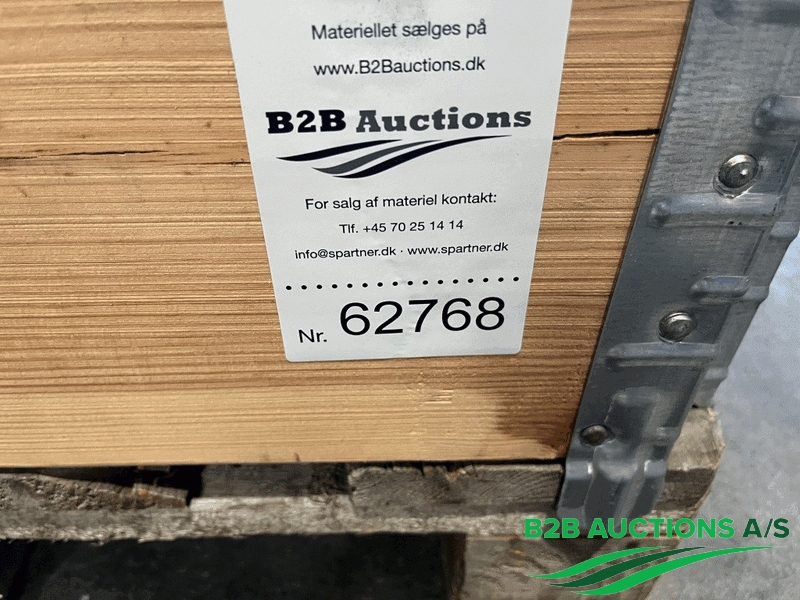 Materiellet sælges på
www.B2Bauctions.dk
B2B Auctions
For salg af materiel kontakt:
Tlf. +45 70 25 14 14
info@spartner.dk · www.spartner.dk
Nr. 62768
B2B AUCTIONS A/S